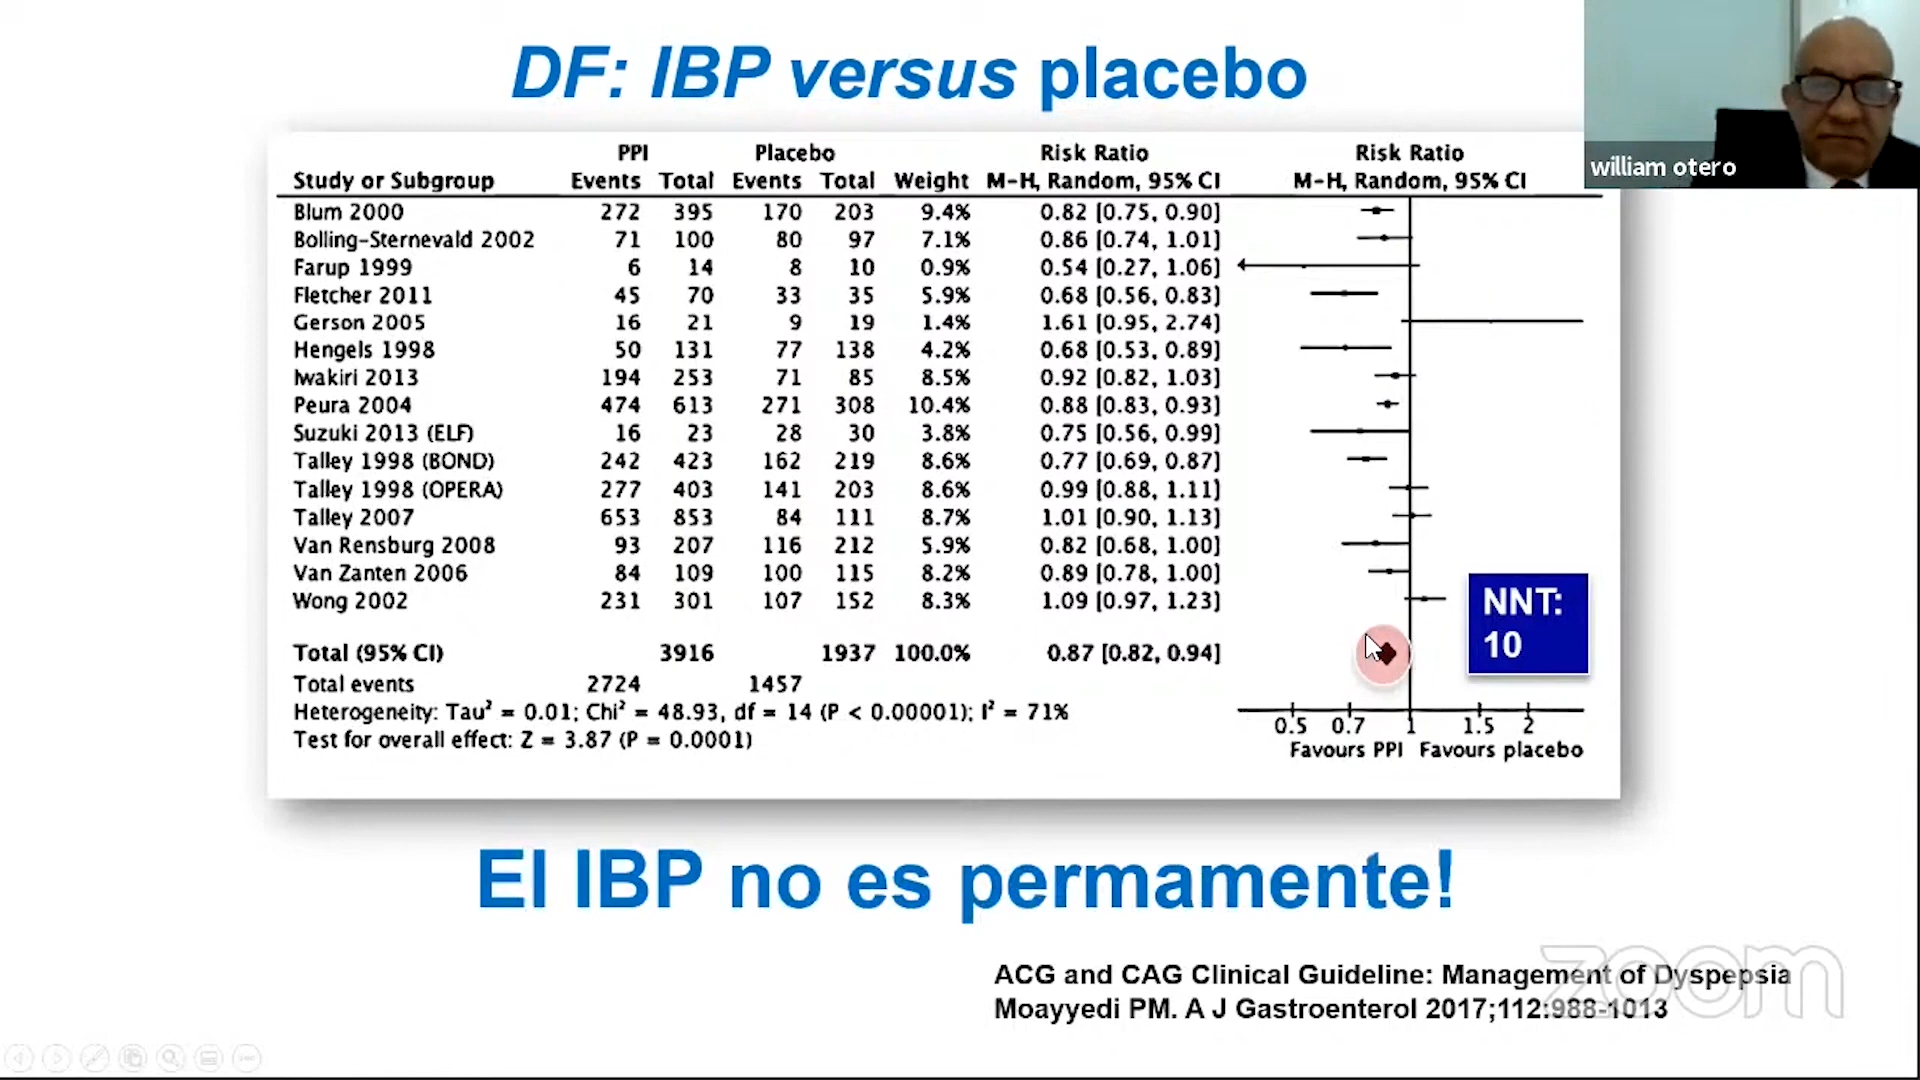 DF: IBP versus placebo
william otero
PPI Placebo Risk Ratio Risk Ratio
Study or Subgroup Events Total Events Total Weight M-H, Random, 95% CI M-H, Random, 95% CI
Blum 2000 272 395 170 203 9.4% 0.82 [0.75, 0.90]
Bolling-Sternevald 2002 71 100 80 97 7.1% 0.86 [0.74, 1.01]
Farup 1999 6 14 8 10 0.9% 0.54 [0.27, 1.06]
Fletcher 2011 45 70 33 35 5.9% 0.68 [0.56, 0.83]
Gerson 2005 16 21 9 19 1.4% 1.61 [0.95, 2.74]
Hengels 1998 50 131 77 138 4.2% 0.68 [0.53, 0.89]
Iwakiri 2013 194 253 71 85 8.5% 0.92 [0.82, 1.03]
Peura 2004 474 613 271 308 10.4% 0.88 [0.83, 0.93]
Suzuki 2013 (ELF) 16 23 28 30 3.8% 0.75 [0.56, 0.99]
Talley 1998 (BOND) 242 423 162 219 8.6% 0.77 [0.69, 0.87]
Talley 1998 (OPERA) 277 403 141 203 8.6% 0.99 [0.88, 1.11]
Talley 2007 653 853 84 111 8.7% 1.01 [0.90, 1.13]
Van Rensburg 2008 93 207 116 212 5.9% 0.82 [0.68, 1.00]
Van Zanten 2006 84 109 100 115 8.2% 0.89 [0.78, 1.00]
Wong 2002 231 301 107 152 8.3% 1.09 [0.97, 1.23]
NNT:
10
Total (95% CI) 3916 1937 100.0% 0.87 [0.82, 0.94]
Total events 2724 1457
Heterogeneity: Tau² = 0.01; Chi² = 48.93, df = 14 (P < 0.00001); I² = 71%
Test for overall effect: Z = 3.87 (P = 0.0001)
0.5 0.7 1 1.5 2
Favours PPI Favours placebo
El IBP no es permamente!
ACG and CAG Clinical Guideline: Management of Dyspepsia
Moayyedi PM. A J Gastroenterol 2017;112:988-1013
zoom